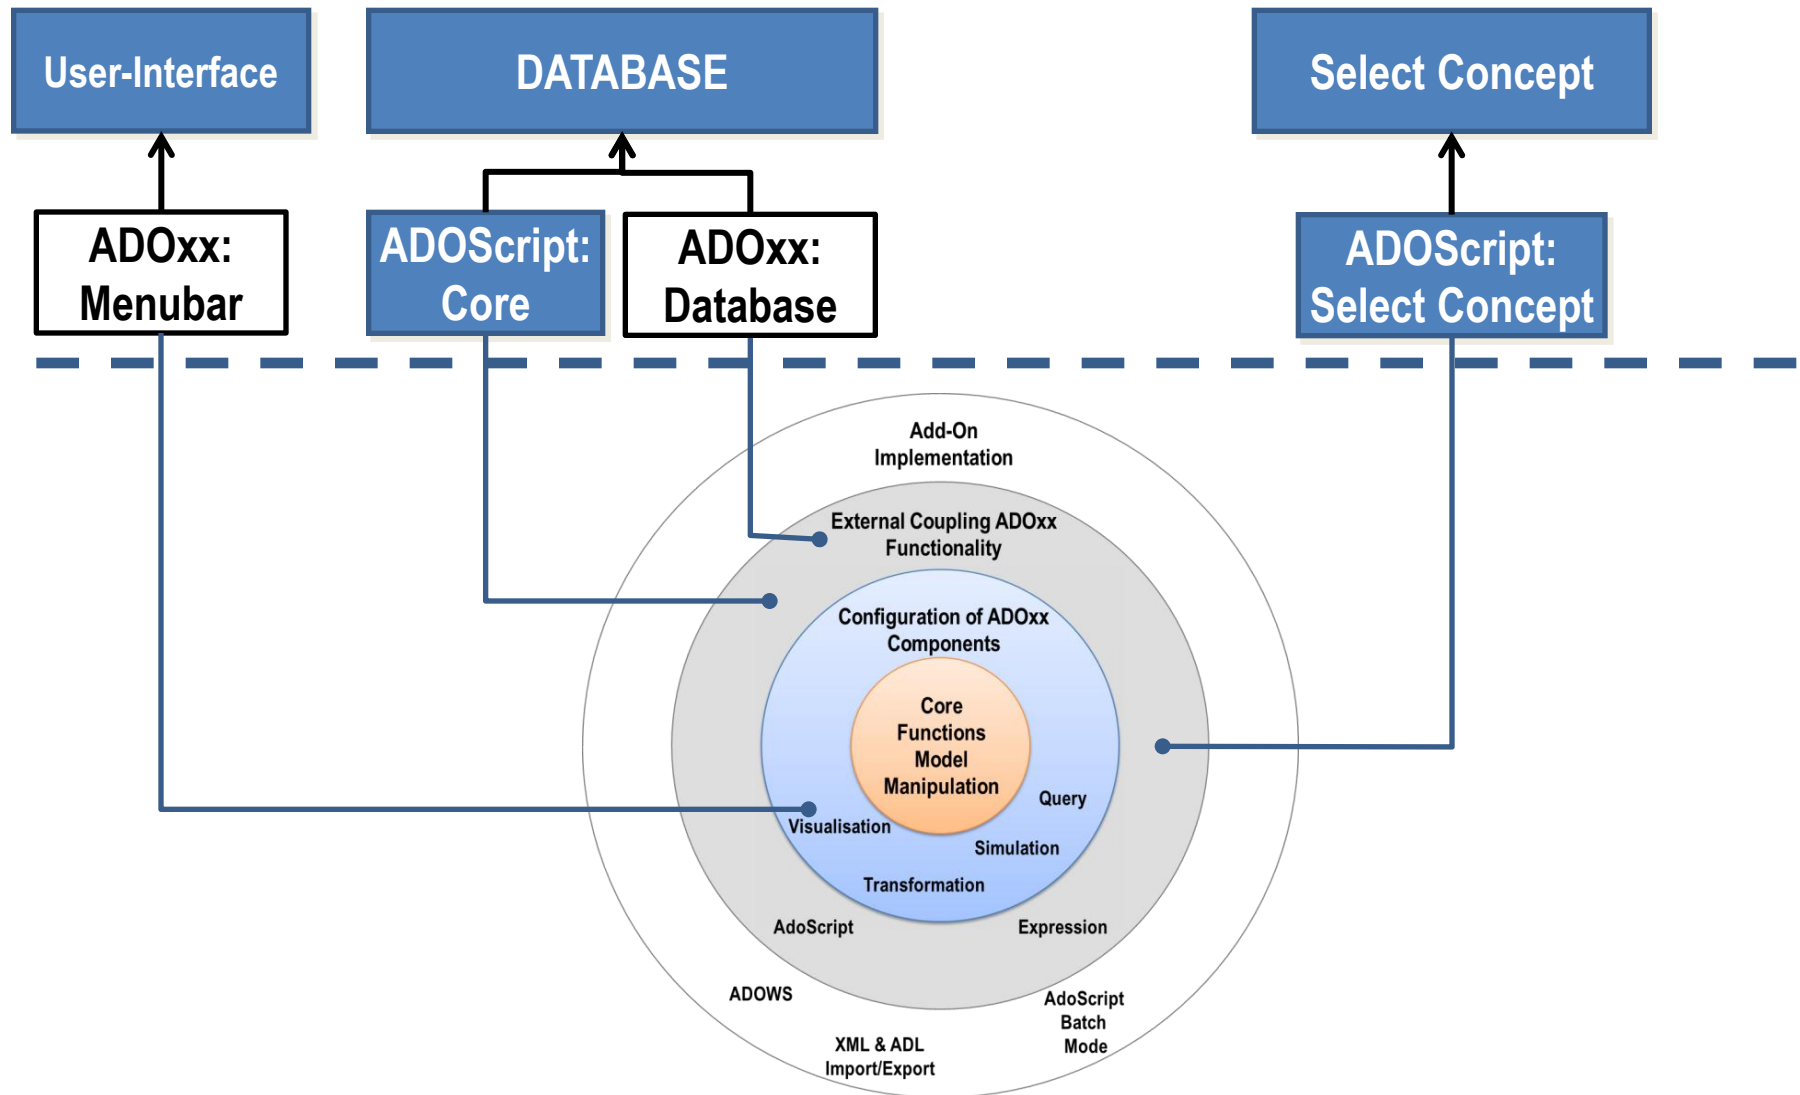 User-Interface
DATABASE
Select Concept
ADOxx:
Menubar
ADOScript:
Core
ADOxx:
Database
ADOScript:
Select Concept
Add-On
Implementation
External Coupling ADOxx
Functionality
Configuration of ADOxx
Components
Core
Functions
Model
Manipulation
Query
Visualisation
Simulation
Transformation
AdoScript
Expression
ADOWS
AdoScript
Batch
Mode
XML & ADL
Import/Export